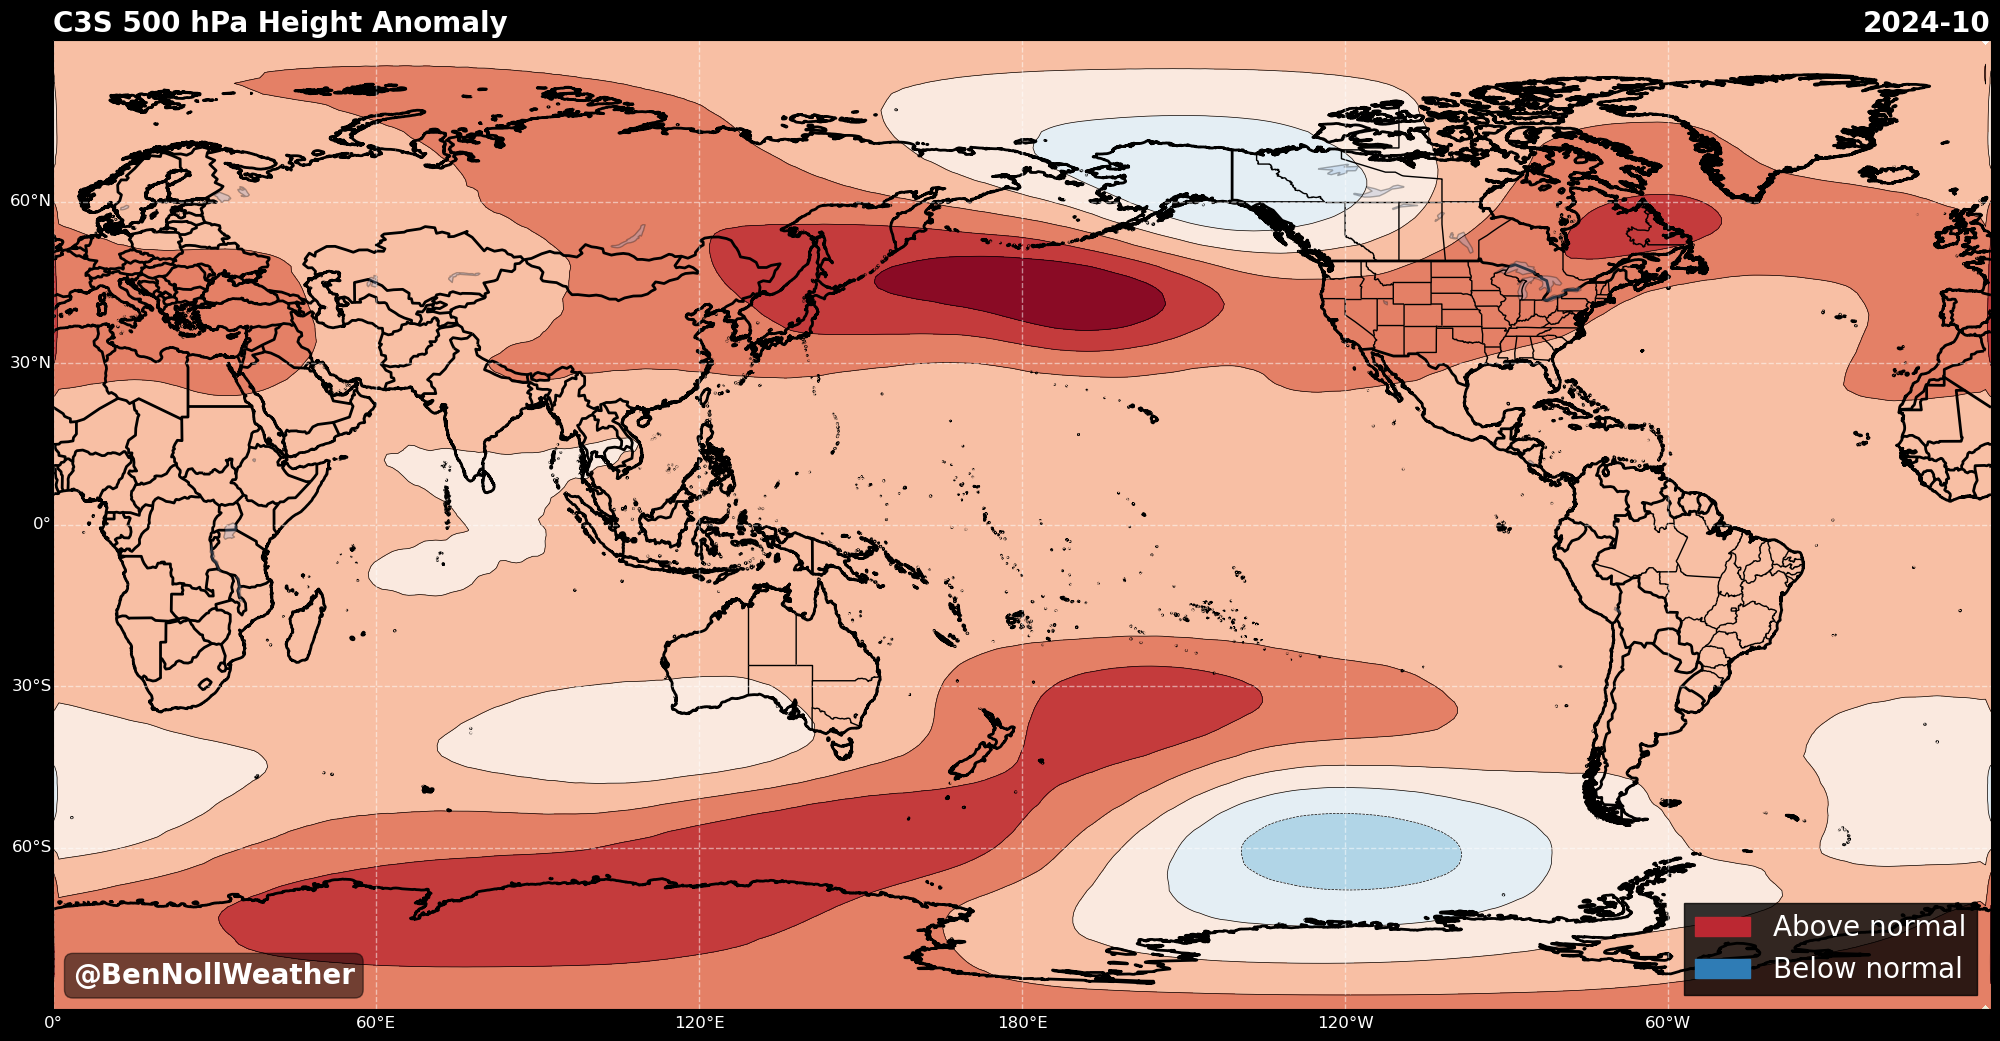 C3S 500 hPa Height Anomaly
2024-10
60°N
30°N
0°
30°S
60°S
@BenNollWeather
Above normal
Below normal
0°
60°E
120°E
180°E
120°W
60°W